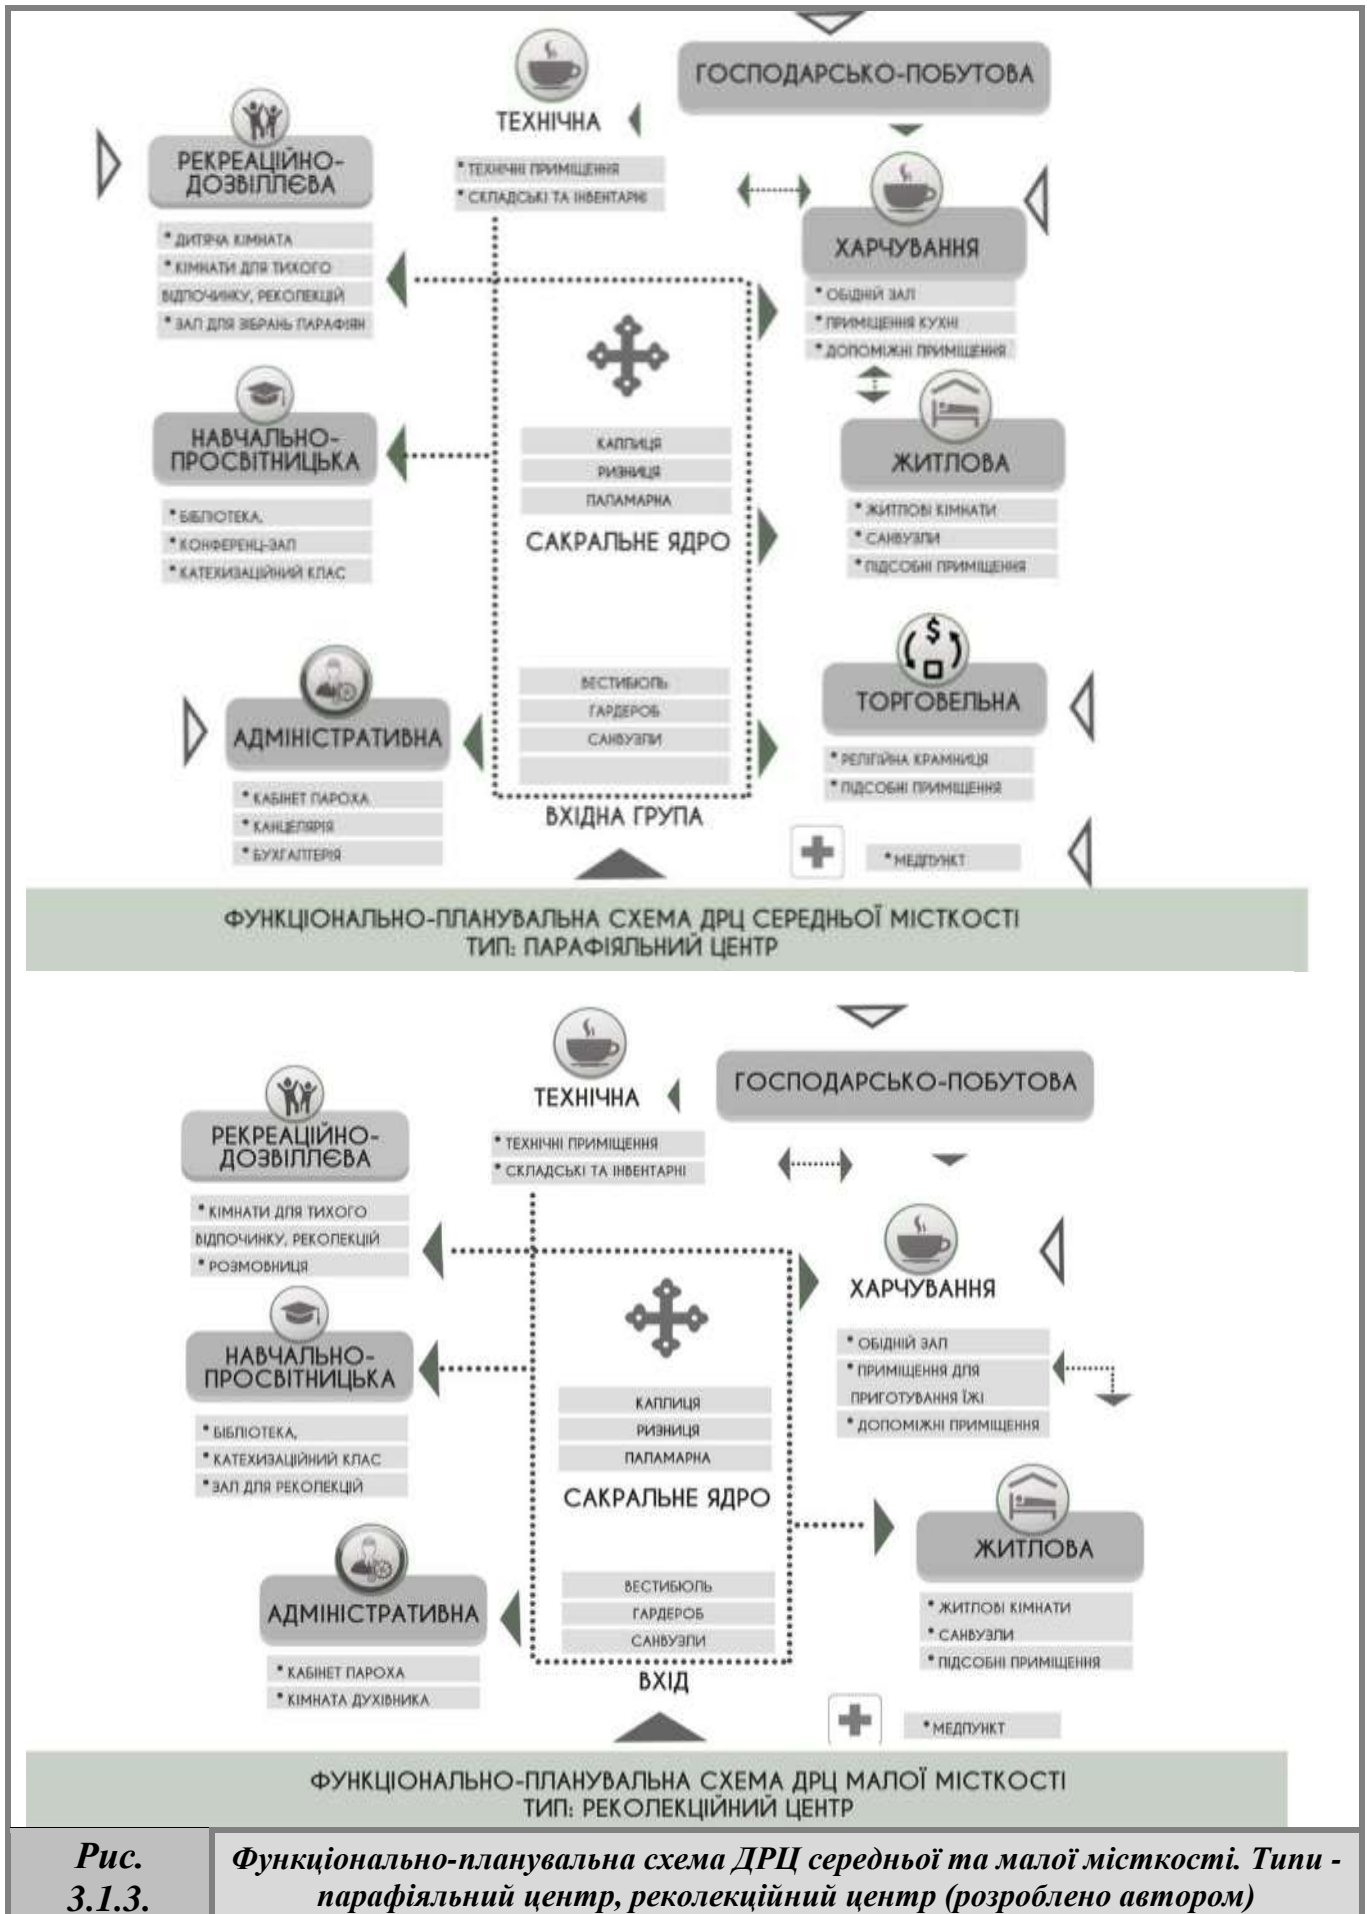 ГОСПОДАРСЬКО-ПОБУТОВА
ТЕХНІЧНА
* ТЕХНІЧНІ ПРИМІЩЕННЯ
* СКЛАДСЬКІ ТА ІНВЕНТАРНІ
РЕКРЕАЦІЙНО-
ДОЗВІЛЛЄВА
* ДИТЯЧА КІМНАТА
* КІМНАТИ ДЛЯ ТИХОГО
ВІДПОЧИНКУ, РЕКОЛЕКЦІЙ
* ЗАЛ ДЛЯ ЗІБРАНЬ ПАРАФІЯН
ХАРЧУВАННЯ
* ОБІДНІЙ ЗАЛ
* ПРИМІЩЕННЯ КУХНІ
* ДОПОМІЖНІ ПРИМІЩЕННЯ
НАВЧАЛЬНО-
ПРОСВІТНИЦЬКА
* БІБЛІОТЕКА,
* КОНФЕРЕНЦ-ЗАЛ
* КАТЕХИЗАЦІЙНИЙ КЛАС
КАПЛИЦЯ
РИЗНИЦЯ
ПАЛАМАРНА
САКРАЛЬНЕ ЯДРО
ЖИТЛОВА
* ЖИТЛОВІ КІМНАТИ
* САНВУЗЛИ
* ПІДСОБНІ ПРИМІЩЕННЯ
АДМІНІСТРАТИВНА
* КАБІНЕТ ПАРОХА
* КАНЦЕЛЯРІЯ
* БУХГАЛТЕРІЯ
ВЕСТИБЮЛЬ
ГАРДЕРОБ
САНВУЗЛИ
ВХІДНА ГРУПА
$
ТОРГОВЕЛЬНА
* РЕЛІГІЙНА КРАМНИЦЯ
* ПІДСОБНІ ПРИМІЩЕННЯ
* МЕДПУНКТ
ФУНКЦІОНАЛЬНО-ПЛАНУВАЛЬНА СХЕМА ДРЦ СЕРЕДНЬОЇ МІСТКОСТІ
ТИП: ПАРАФІЯЛЬНИЙ ЦЕНТР
ГОСПОДАРСЬКО-ПОБУТОВА
ТЕХНІЧНА
* ТЕХНІЧНІ ПРИМІЩЕННЯ
* СКЛАДСЬКІ ТА ІНВЕНТАРНІ
РЕКРЕАЦІЙНО-
ДОЗВІЛЛЄВА
* КІМНАТИ ДЛЯ ТИХОГО
ВІДПОЧИНКУ, РЕКОЛЕКЦІЙ
* РОЗМОВНИЦЯ
ХАРЧУВАННЯ
* ОБІДНІЙ ЗАЛ
* ПРИМІЩЕННЯ ДЛЯ
ПРИГОТУВАННЯ ЇЖІ
* ДОПОМІЖНІ ПРИМІЩЕННЯ
НАВЧАЛЬНО-
ПРОСВІТНИЦЬКА
* БІБЛІОТЕКА,
* КАТЕХИЗАЦІЙНИЙ КЛАС
* ЗАЛ ДЛЯ РЕКОЛЕКЦІЙ
КАПЛИЦЯ
РИЗНИЦЯ
ПАЛАМАРНА
САКРАЛЬНЕ ЯДРО
ЖИТЛОВА
* ЖИТЛОВІ КІМНАТИ
* САНВУЗЛИ
* ПІДСОБНІ ПРИМІЩЕННЯ
АДМІНІСТРАТИВНА
* КАБІНЕТ ПАРОХА
* КІМНАТА ДУХІВНИКА
ВЕСТИБЮЛЬ
ГАРДЕРОБ
САНВУЗЛИ
ВХІД
* МЕДПУНКТ
ФУНКЦІОНАЛЬНО-ПЛАНУВАЛЬНА СХЕМА ДРЦ МАЛОЇ МІСТКОСТІ
ТИП: РЕКОЛЕКЦІЙНИЙ ЦЕНТР
Рис.
3.1.3.
Функціонально-планувальна схема ДРЦ середньої та малої місткості. Типи -
парафіяльний центр, реколекційний центр (розроблено автором)